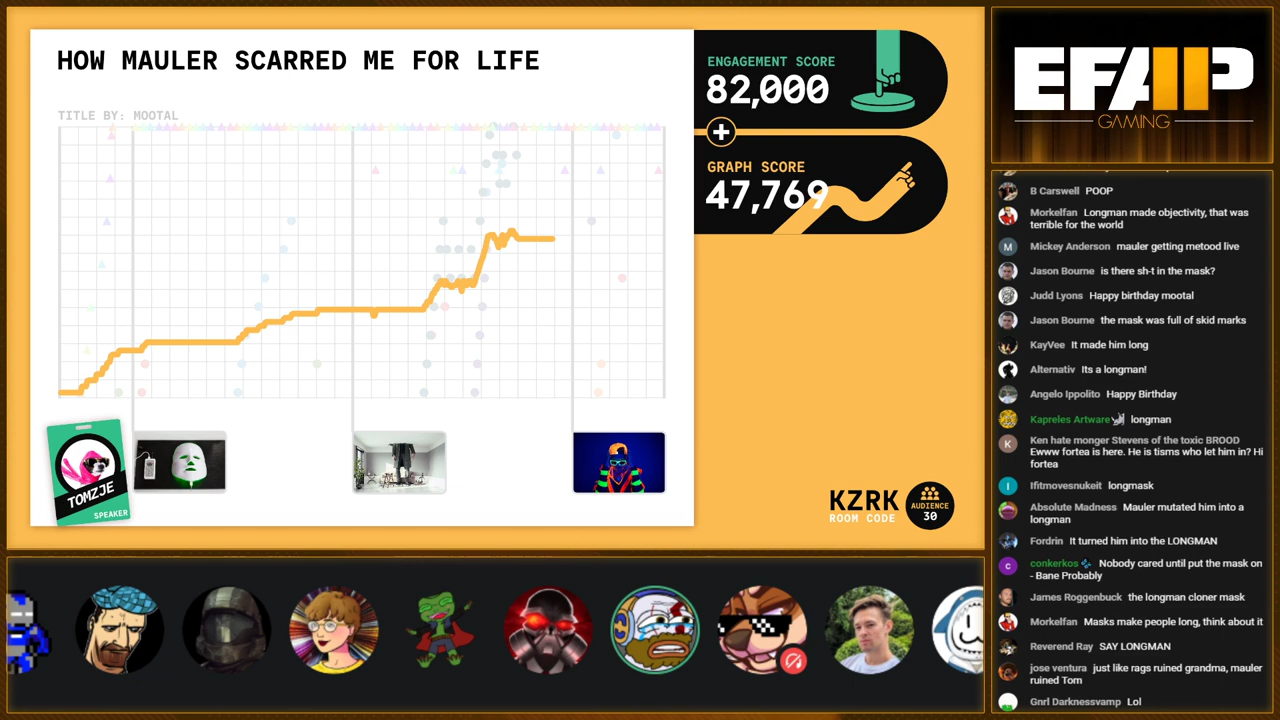 HOW MAULER SCARRED ME FOR LIFE
TITLE BY: MOOTAL
ENGAGEMENT SCORE
82,000
+
GRAPH SCORE
47,769
TOMZJE
SPEAKER
KZRK
ROOM CODE
AUDIENCE
30
EFAP
GAMING
B Carswell POOP
Morkelfan Longman made objectivity, that was
terrible for the world
M Mickey Anderson mauler getting metood live
Jason Bourne is there sh-t in the mask?
Judd Lyons Happy birthday mootal
Jason Bourne the mask was full of skid marks
KayVee It made him long
Alternativ Its a longman!
Angelo Ippolito Happy Birthday
Kapreles Artware longman
K Ken hate monger Stevens of the toxic BROOD
Ewww fortea is here. He is tisms who let him in? Hi
fortea
I Ifitmovesnukeit longmask
Absolute Madness Mauler mutated him into a
longman
Fordrin It turned him into the LONGMAN
c conkerkos Nobody cared until put the mask on
- Bane Probably
James Roggenbuck the longman cloner mask
Morkelfan Masks make people long, think about it
Reverend Ray SAY LONGMAN
jose ventura just like rags ruined grandma, mauler
ruined Tom
Gnrl Darknessvamp Lol